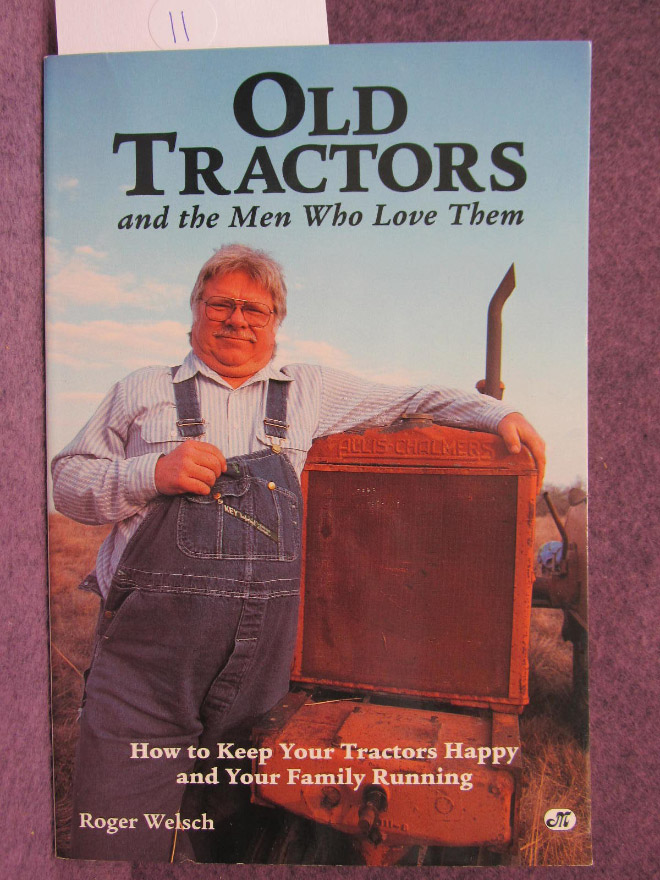 11
OLD
TRACTORS
and the Men Who Love Them
ALLIS-CHALMERS
KEY
How to Keep Your Tractors Happy
and Your Family Running
Roger Welsch
M